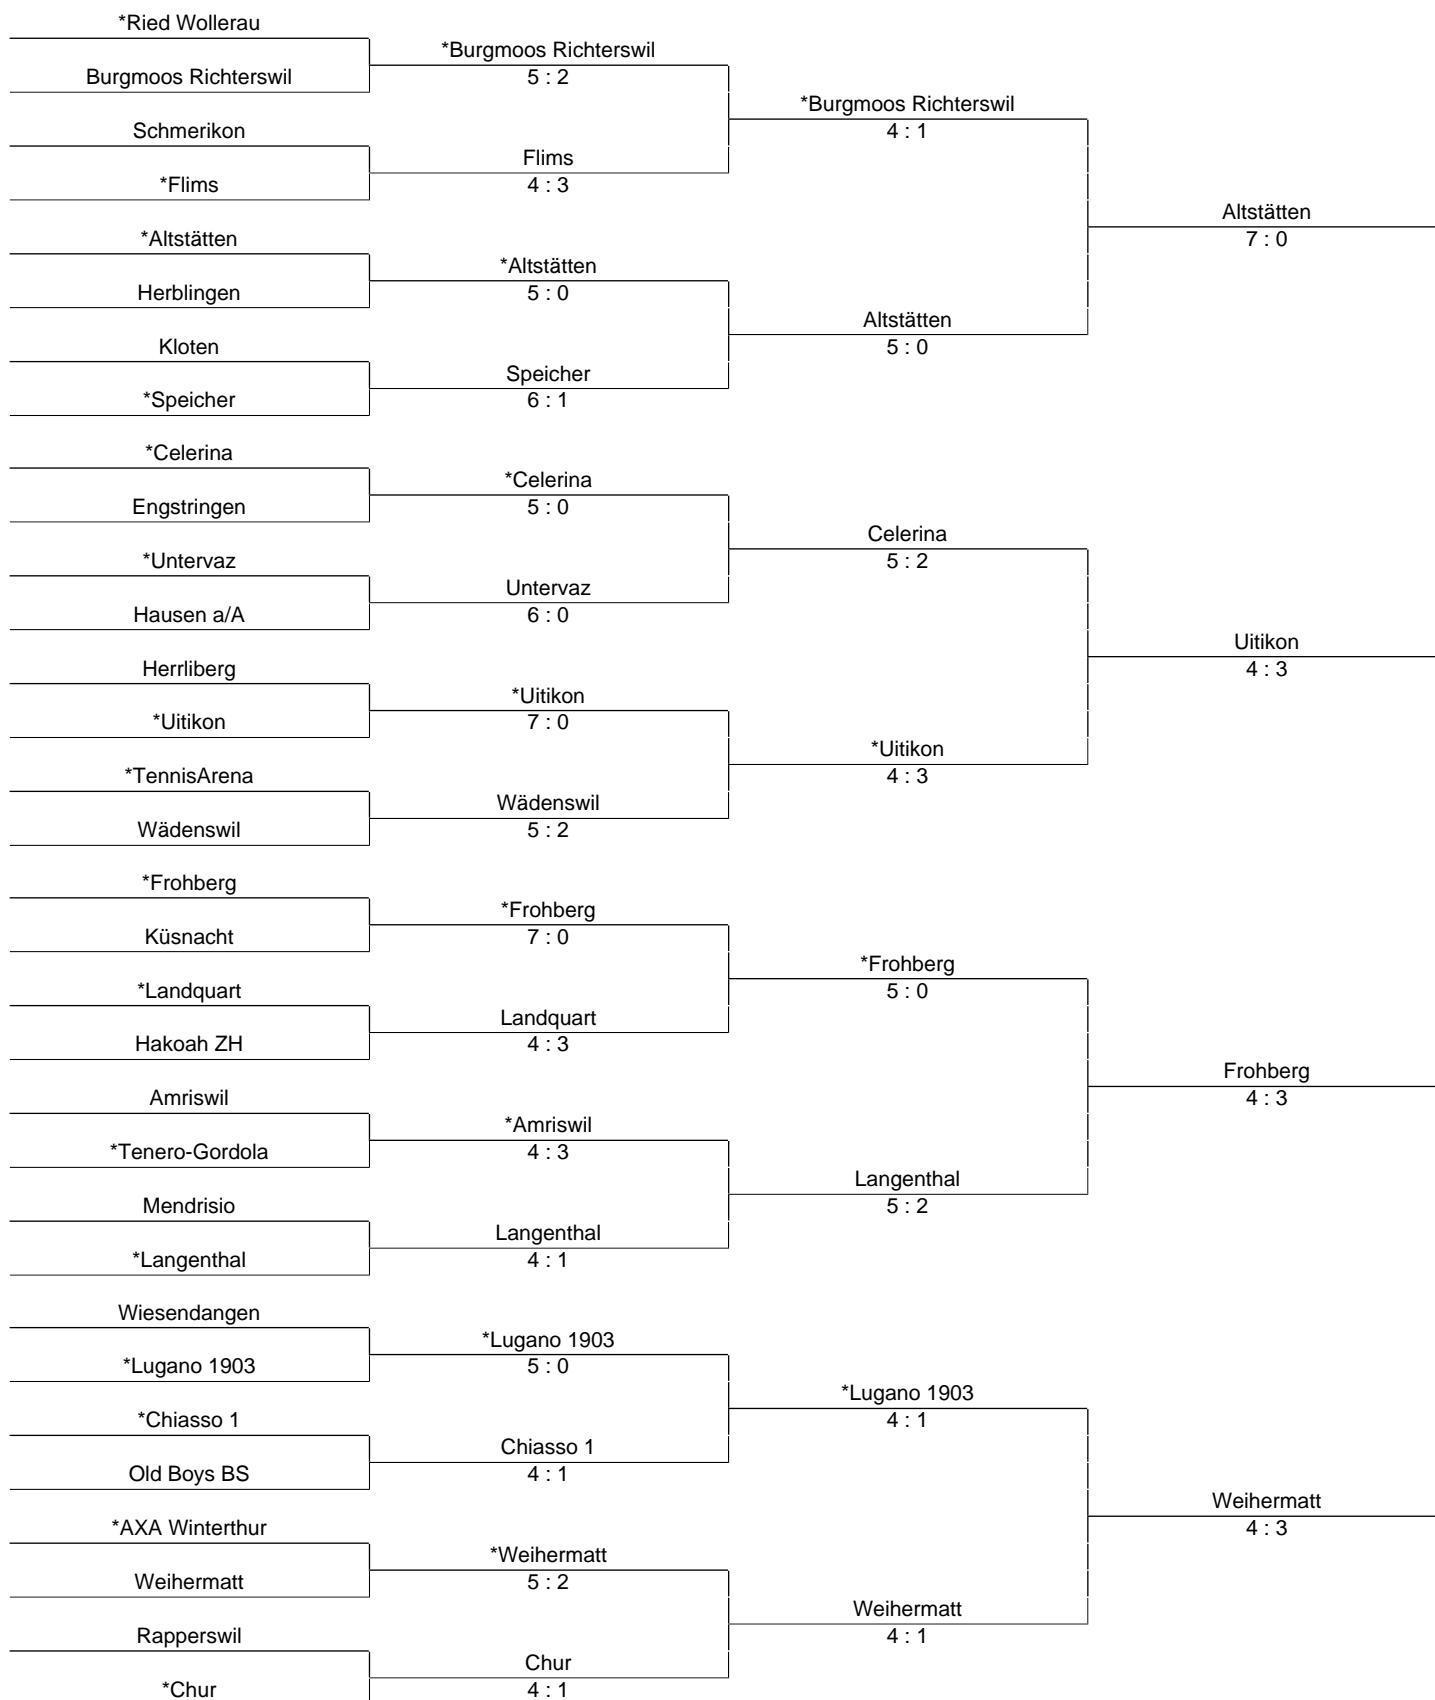 *Ried Wollerau
Burgmoos Richterswil
Schmerikon
*Flims
*Altstätten
Herblingen
Kloten
*Speicher
*Celerina
Engstringen
*Untervaz
Hausen a/A
Herrliberg
*Uitikon
*TennisArena
Wädenswil
*Frohberg
Küsnacht
*Landquart
Hakoah ZH
Amriswil
*Tenero-Gordola
Mendrisio
*Langenthal
Wiesendangen
*Lugano 1903
*Chiasso 1
Old Boys BS
*AXA Winterthur
Weihermatt
Rapperswil
*Chur
*Burgmoos Richterswil
5 : 2
Flims
4 : 3
*Altstätten
5 : 0
Speicher
6 : 1
*Celerina
5 : 0
Untervaz
6 : 0
*Uitikon
7 : 0
Wädenswil
5 : 2
*Frohberg
7 : 0
Landquart
4 : 3
*Amriswil
4 : 3
Langenthal
4 : 1
*Lugano 1903
5 : 0
Chiasso 1
4 : 1
*Weihermatt
5 : 2
Chur
4 : 1
*Burgmoos Richterswil
4 : 1
Altstätten
5 : 0
Celerina
5 : 2
*Uitikon
4 : 3
*Frohberg
5 : 0
Langenthal
5 : 2
*Lugano 1903
4 : 1
Weihermatt
4 : 1
Altstätten
7 : 0
Uitikon
4 : 3
Frohberg
4 : 3
Weihermatt
4 : 3